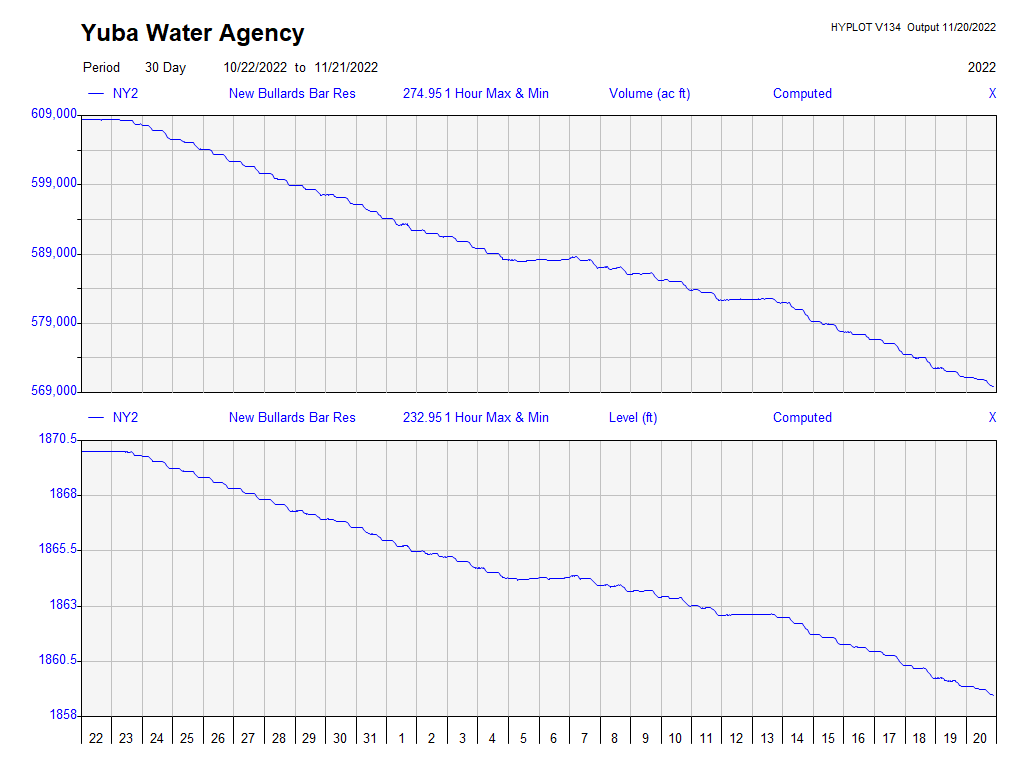 Yuba Water Agency
HYPLOT V134 Output 11/20/2022
Period 30 Day 10/22/2022 to 11/21/2022 2022
NY2 New Bullards Bar Res 274.95 1 Hour Max & Min Volume (ac ft) Computed X
609,000
599,000
589,000
579,000
569,000
NY2 New Bullards Bar Res 232.95 1 Hour Max & Min Level (ft) Computed X
1870.5
1868
1865.5
1863
1860.5
1858
22 23 24 25 26 27 28 29 30 31 1 2 3 4 5 6 7 8 9 10 11 12 13 14 15 16 17 18 19 20